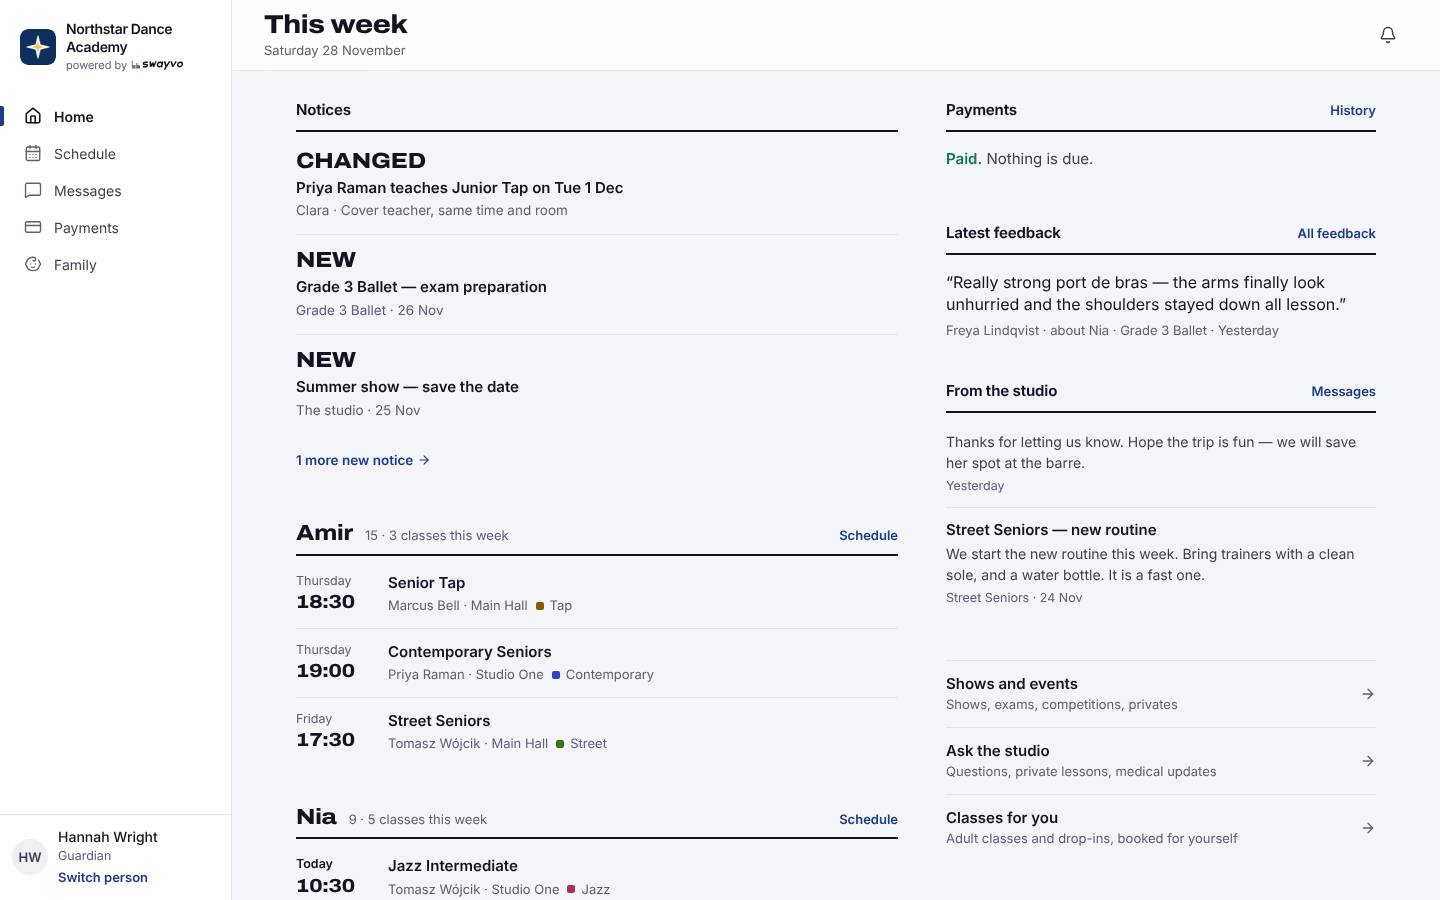 Northstar Dance
Academy
powered by swayvo
Home
Schedule
Messages
Payments
Family
HW
Hannah Wright
Guardian
Switch person
This week
Saturday 28 November
Notices
CHANGED
Priya Raman teaches Junior Tap on Tue 1 Dec
Clara · Cover teacher, same time and room
NEW
Grade 3 Ballet — exam preparation
Grade 3 Ballet · 26 Nov
NEW
Summer show — save the date
The studio · 25 Nov
1 more new notice →
Amir 15 · 3 classes this week Schedule
Thursday
18:30
Senior Tap
Marcus Bell · Main Hall Tap
Thursday
19:00
Contemporary Seniors
Priya Raman · Studio One Contemporary
Friday
17:30
Street Seniors
Tomasz Wójcik · Main Hall Street
Nia 9 · 5 classes this week Schedule
Today
10:30
Jazz Intermediate
Tomasz Wójcik · Studio One Jazz
Payments History
Paid. Nothing is due.
Latest feedback All feedback
“Really strong port de bras — the arms finally look
unhurried and the shoulders stayed down all lesson.”
Freya Lindqvist · about Nia · Grade 3 Ballet · Yesterday
From the studio Messages
Thanks for letting us know. Hope the trip is fun — we will save
her spot at the barre.
Yesterday
Street Seniors — new routine
We start the new routine this week. Bring trainers with a clean
sole, and a water bottle. It is a fast one.
Street Seniors · 24 Nov
Shows and events
Shows, exams, competitions, privates
Ask the studio
Questions, private lessons, medical updates
Classes for you
Adult classes and drop-ins, booked for yourself